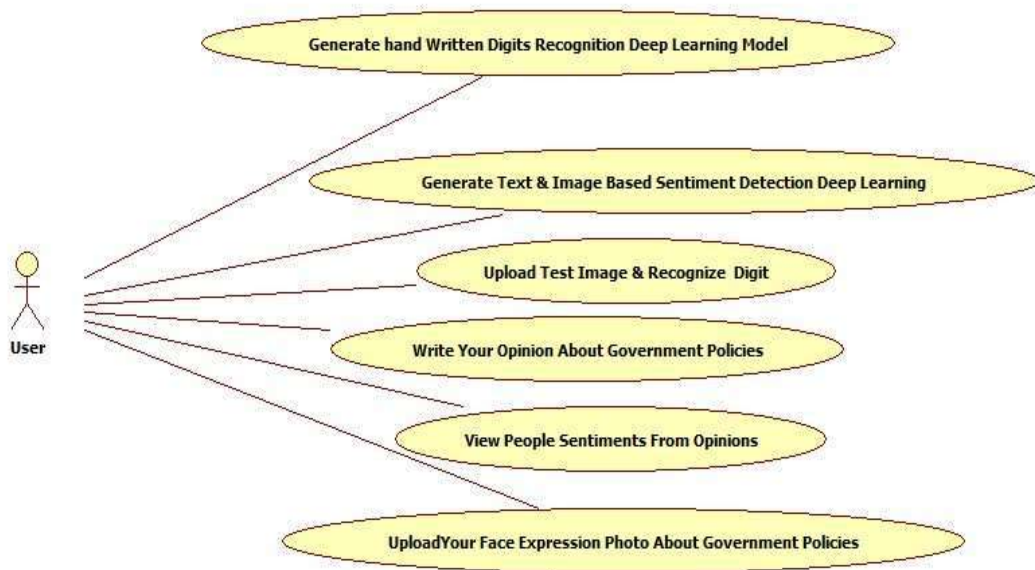 Generate hand Written Digits Recognition Deep Learning Model
Generate Text & Image Based Sentiment Detection Deep Learning
Upload Test Image & Recognize Digit
User
Write Your Opinion About Government Policies
View People Sentiments From Opinions
UploadYour Face Expression Photo About Government Policies